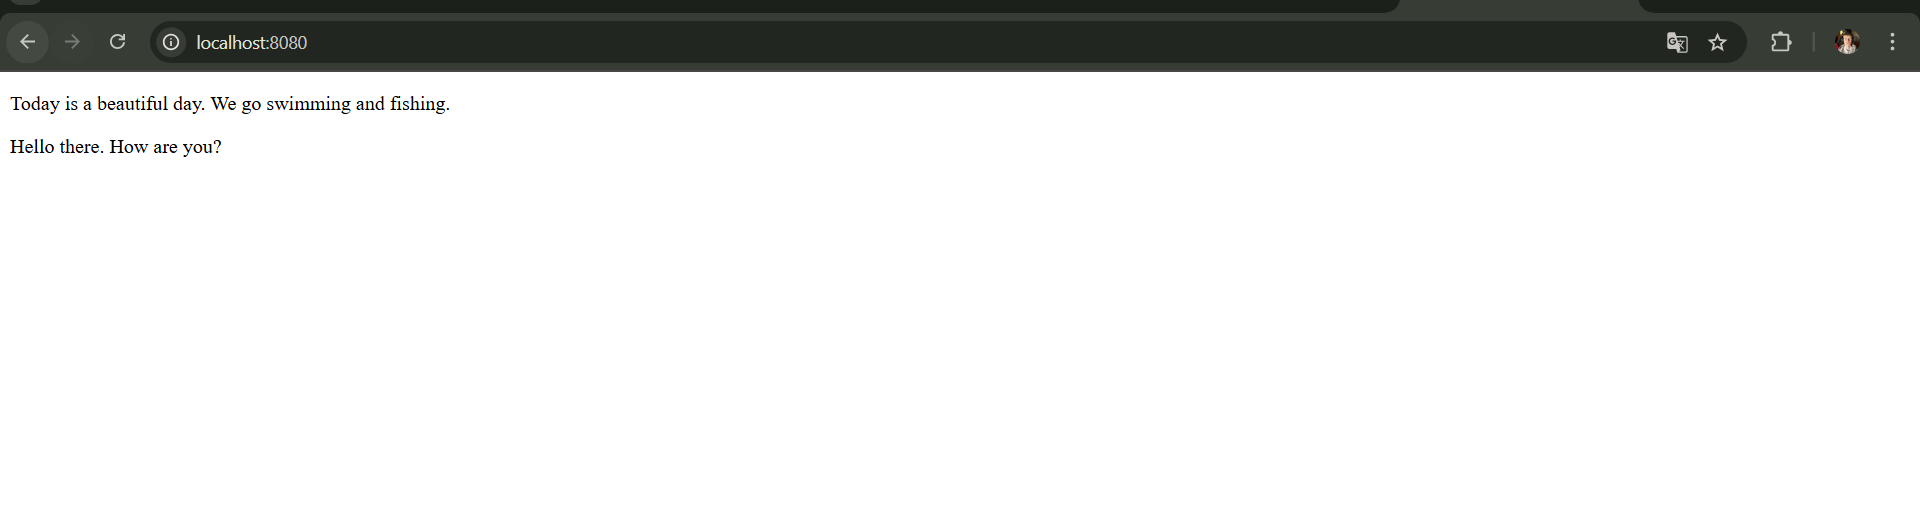 localhost:8080
Today is a beautiful day. We go swimming and fishing.
Hello there. How are you?